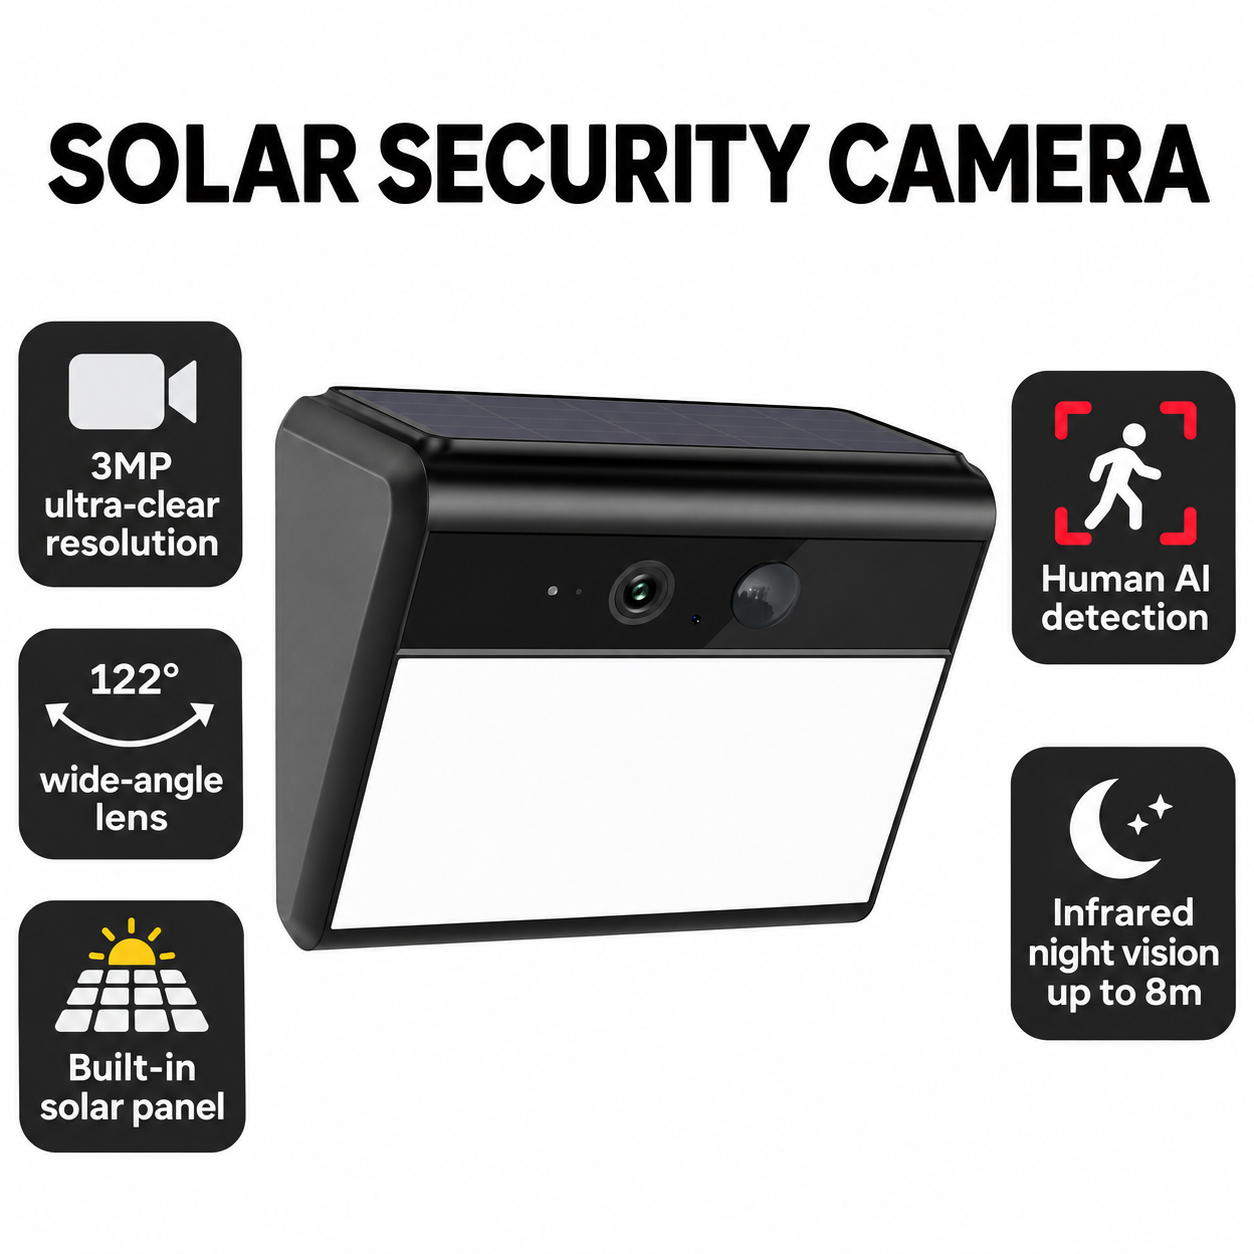 SOLAR SECURITY CAMERA
3MP
ultra-clear
resolution
122°
wide-angle
lens
Built-in
solar panel
Human AI
detection
Infrared
night vision
up to 8m